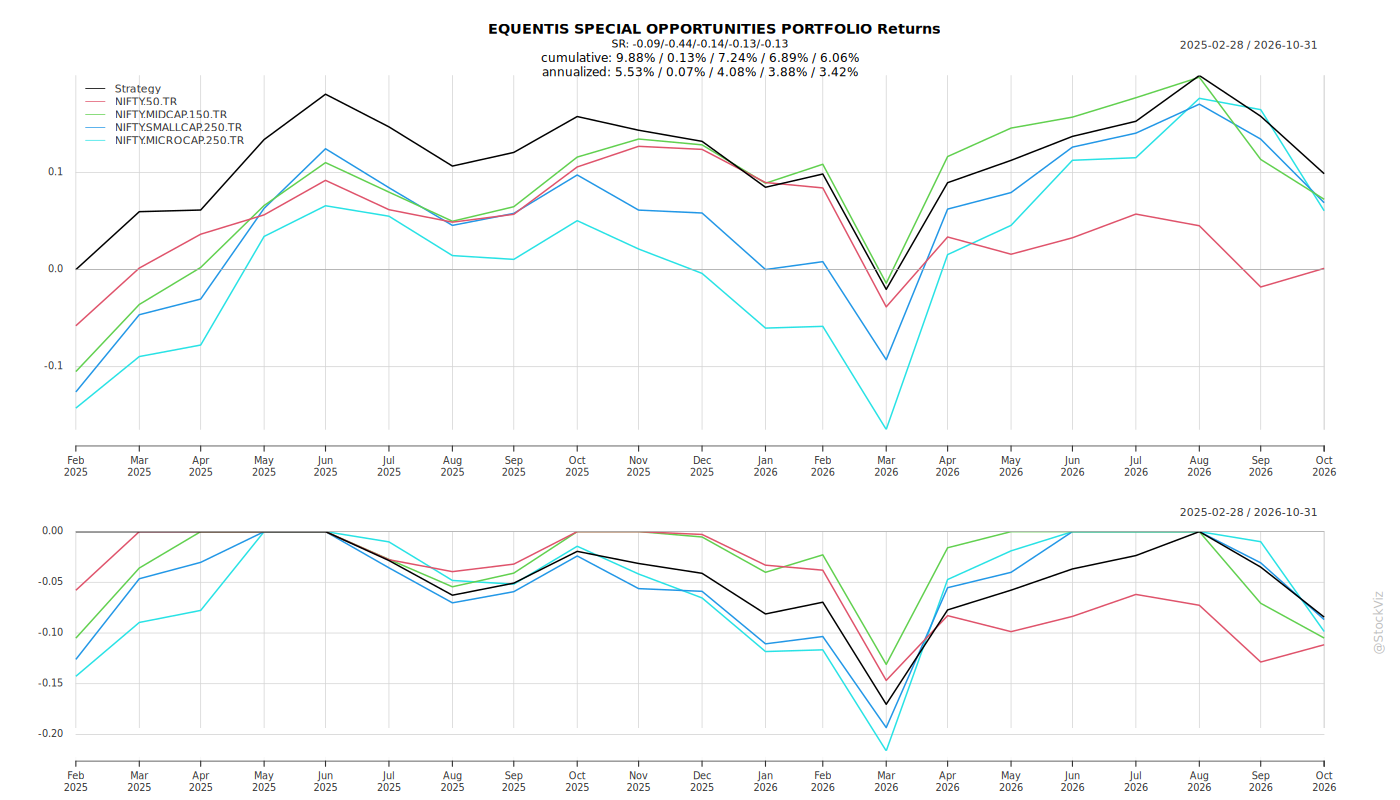 EQUENTIS SPECIAL OPPORTUNITIES PORTFOLIO Returns
SR: -0.09/-0.44/-0.14/-0.13/-0.13
cumulative: 9.88% / 0.13% / 7.24% / 6.89% / 6.06%
annualized: 5.53% / 0.07% / 4.08% / 3.88% / 3.42%
2025-02-28 / 2026-10-31
Strategy
NIFTY.50.TR
NIFTY.MIDCAP.150.TR
NIFTY.SMALLCAP.250.TR
NIFTY.MICROCAP.250.TR
0.1
0.0
-0.1
Feb Mar Apr May Jun Jul Aug Sep Oct Nov Dec Jan Feb Mar Apr May Jun Jul Aug Sep Oct
2025 2025 2025 2025 2025 2025 2025 2025 2025 2025 2025 2026 2026 2026 2026 2026 2026 2026 2026 2026 2026
2025-02-28 / 2026-10-31
0.00
-0.05
-0.10
-0.15
-0.20
Feb Mar Apr May Jun Jul Aug Sep Oct Nov Dec Jan Feb Mar Apr May Jun Jul Aug Sep Oct
2025 2025 2025 2025 2025 2025 2025 2025 2025 2025 2025 2026 2026 2026 2026 2026 2026 2026 2026 2026 2026
@StockViz